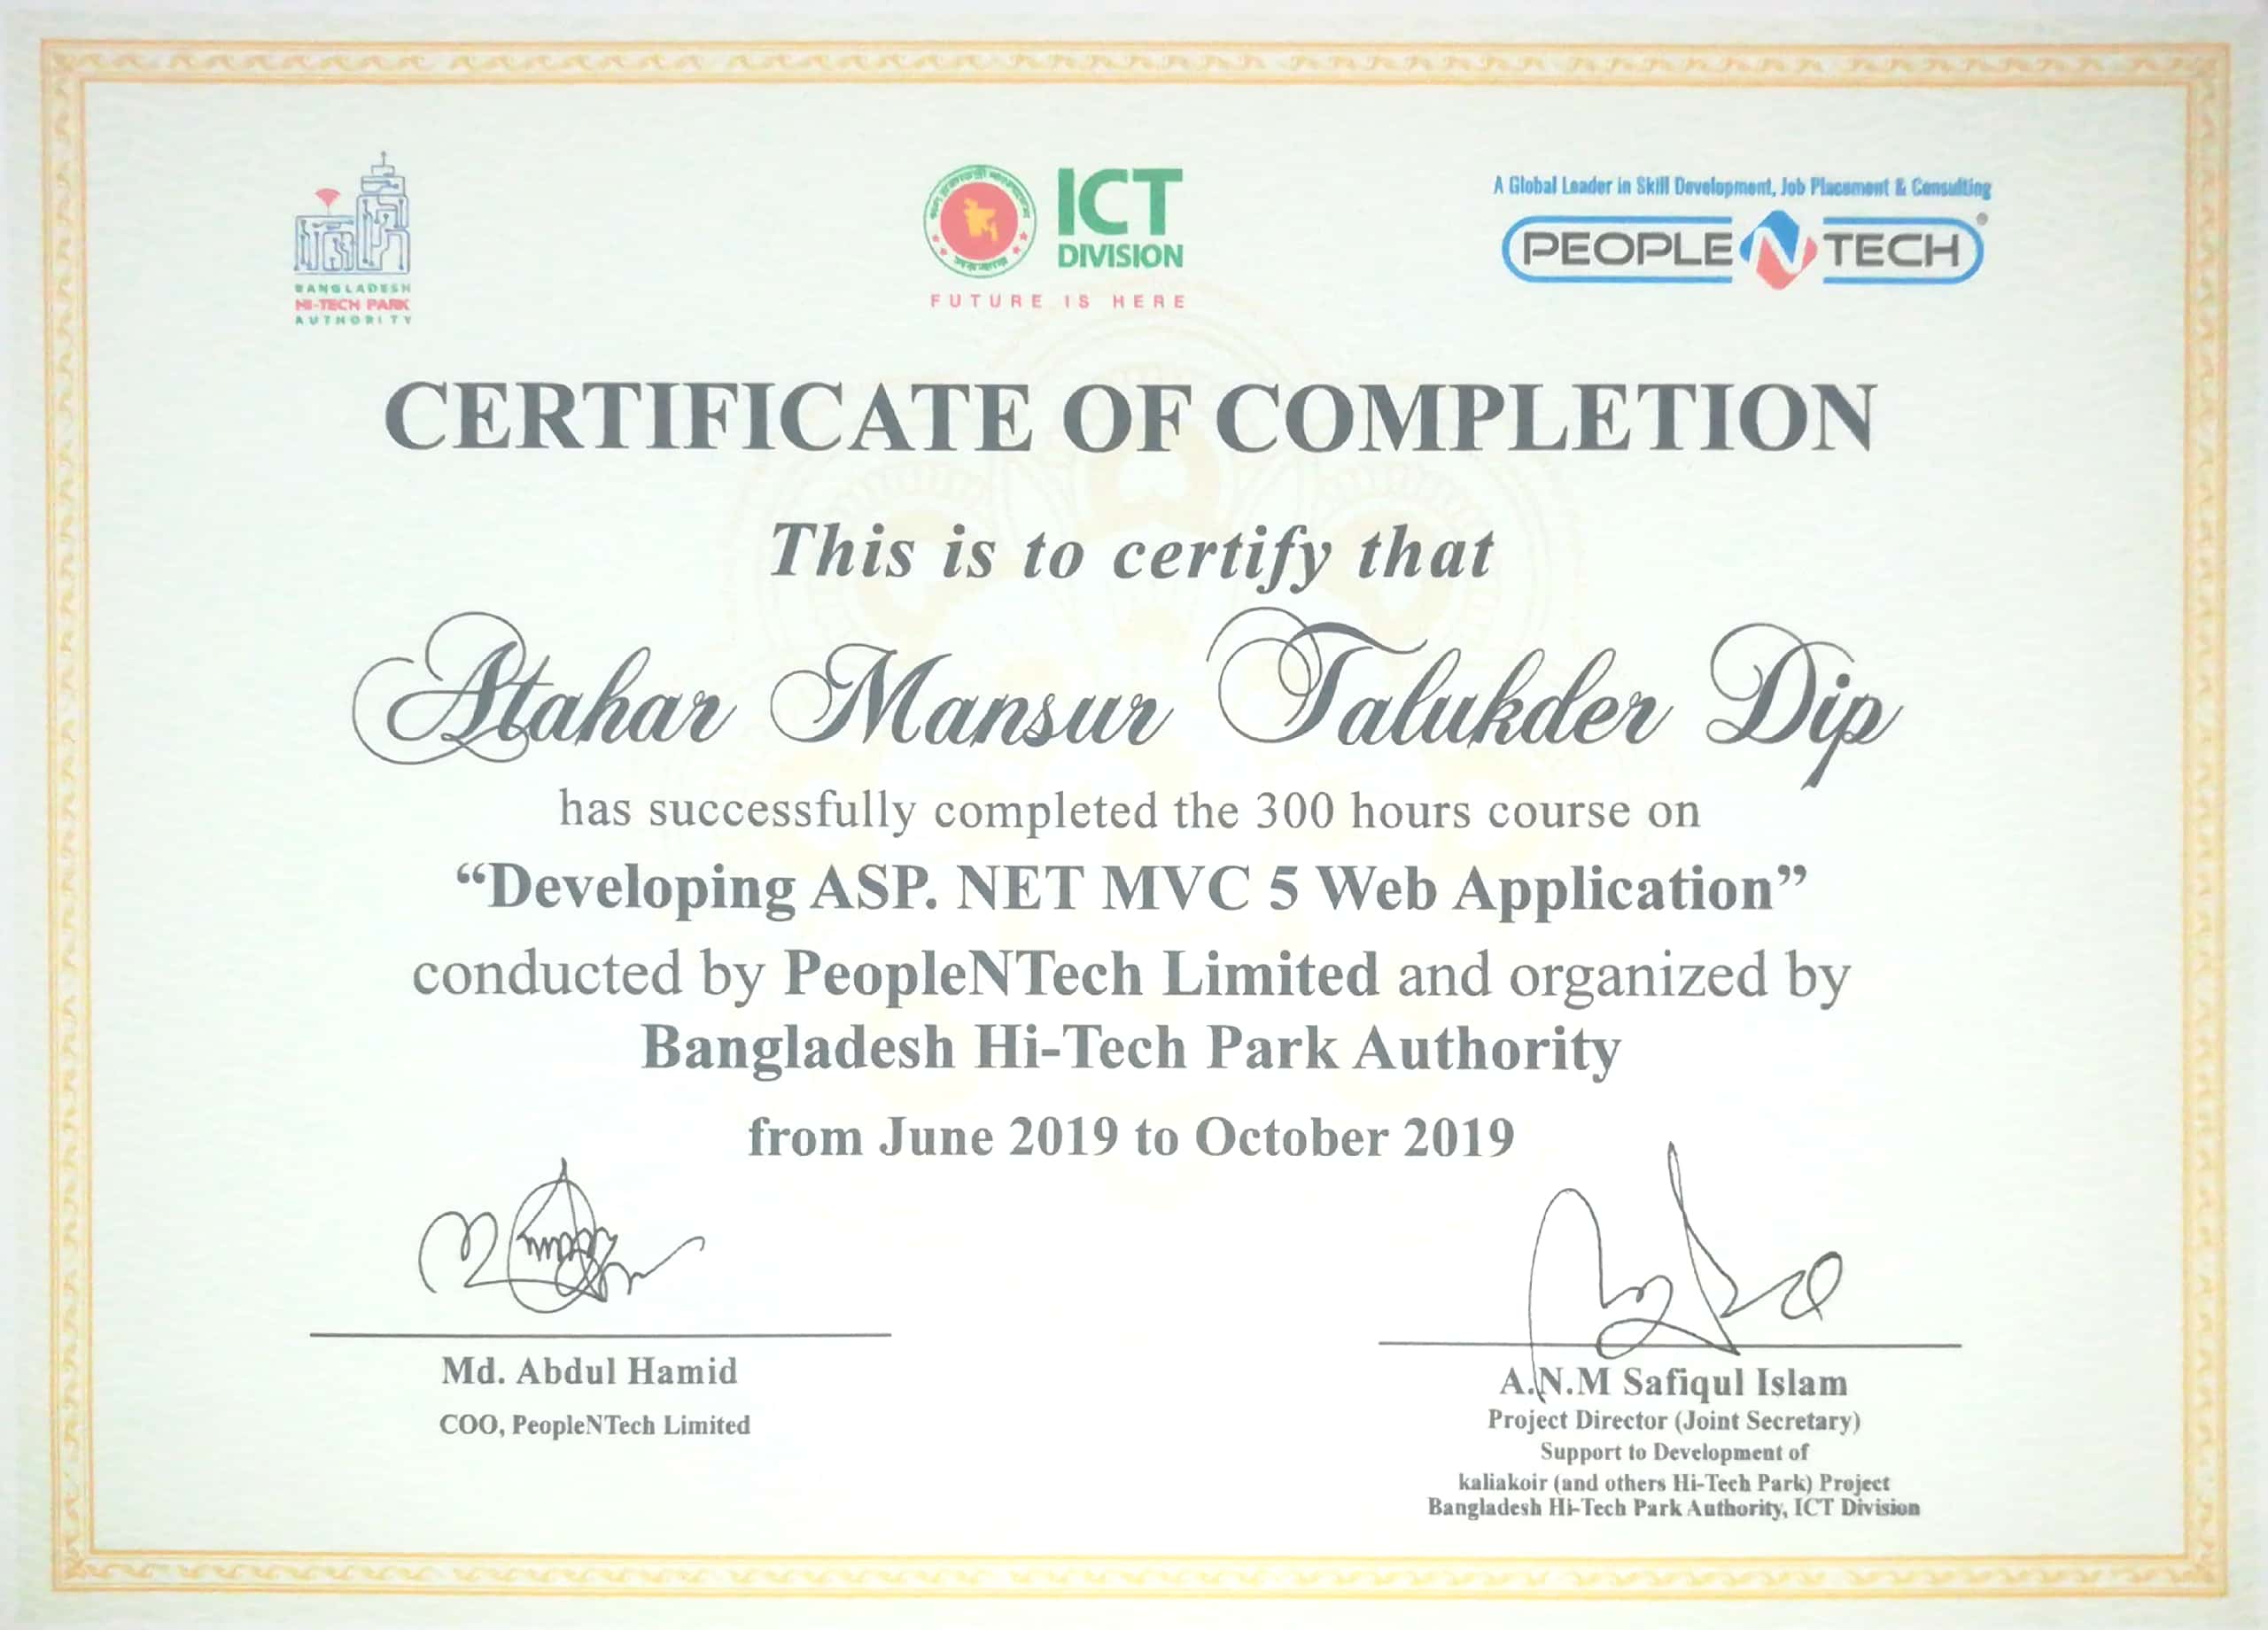 BANGLADESH
HI-TECH PARK
AUTHORITY
গণপ্রজাতন্ত্রী বাংলাদেশ
সরকার
ICT
DIVISION
FUTURE IS HERE
A Global Leader in Skill Development, Job Placement & Consulting
PEOPLE N TECH®
CERTIFICATE OF COMPLETION
This is to certify that
Atahar Mansur Talukder Dip
has successfully completed the 300 hours course on
“Developing ASP. NET MVC 5 Web Application”
conducted by PeopleNTech Limited and organized by
Bangladesh Hi-Tech Park Authority
from June 2019 to October 2019
Md. Abdul Hamid
COO, PeopleNTech Limited
A.N.M Safiqul Islam
Project Director (Joint Secretary)
Support to Development of
kaliakoir (and others Hi-Tech Park) Project
Bangladesh Hi-Tech Park Authority, ICT Division